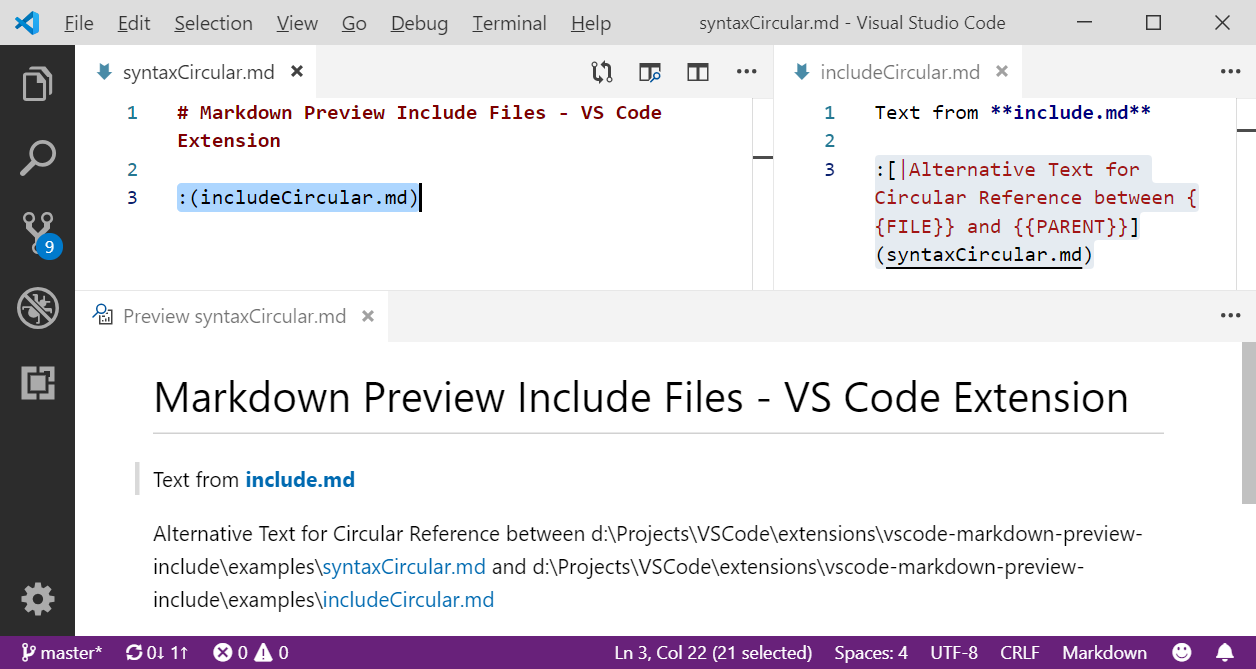 File Edit Selection View Go Debug Terminal Help syntaxCircular.md - Visual Studio Code
syntaxCircular.md
1 # Markdown Preview Include Files - VS Code
Extension
2
3 :(includeCircular.md)
includeCircular.md
1 Text from **include.md**
2
3 :[|Alternative Text for
Circular Reference between {
{FILE}} and {{PARENT}}]
(syntaxCircular.md)
9
Preview syntaxCircular.md
Markdown Preview Include Files - VS Code Extension
Text from include.md
Alternative Text for Circular Reference between d:\Projects\VSCode\extensions\vscode-markdown-preview-
include\examples\syntaxCircular.md and d:\Projects\VSCode\extensions\vscode-markdown-preview-
include\examples\includeCircular.md
master* 0↓ 1↑ 0 0 Ln 3, Col 22 (21 selected) Spaces: 4 UTF-8 CRLF Markdown